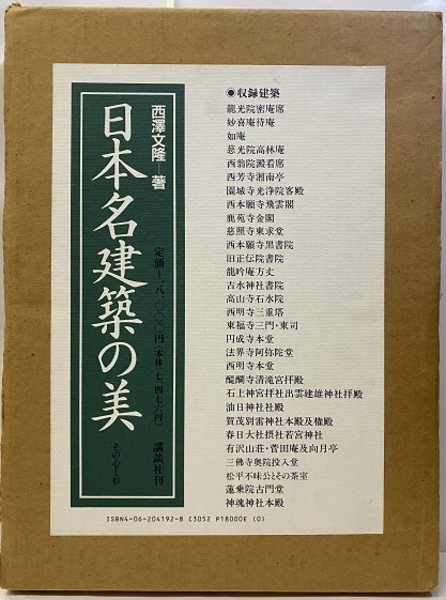 西澤文隆―著
日本名建築の美
その心と形
定価＝一八、〇〇〇円（本体一七、四七六円）
講談社刊
◉収録建築
龍光院密庵席
妙喜庵待庵
如庵
慈光院高林庵
西翁院澱看席
西芳寺湘南亭
園城寺光浄院客殿
西本願寺飛雲閣
鹿苑寺金閣
慈照寺東求堂
西本願寺黒書院
旧正伝院書院
龍吟庵方丈
吉水神社書院
高山寺石水院
西明寺三重塔
東福寺三門・東司
円成寺本堂
法界寺阿弥陀堂
西明寺本堂
醍醐寺清滝宮拝殿
石上神宮拝社出雲建雄神社拝殿
油日神社社殿
賀茂別雷神社本殿及権殿
春日大社摂社若宮神社
有沢山荘・菅田庵及向月亭
三佛寺奥院投入堂
松平不昧公とその茶室
蓮乗院古門堂
神魂神社本殿
ISBN4-06-204192-8 C3052 P18000E (0)